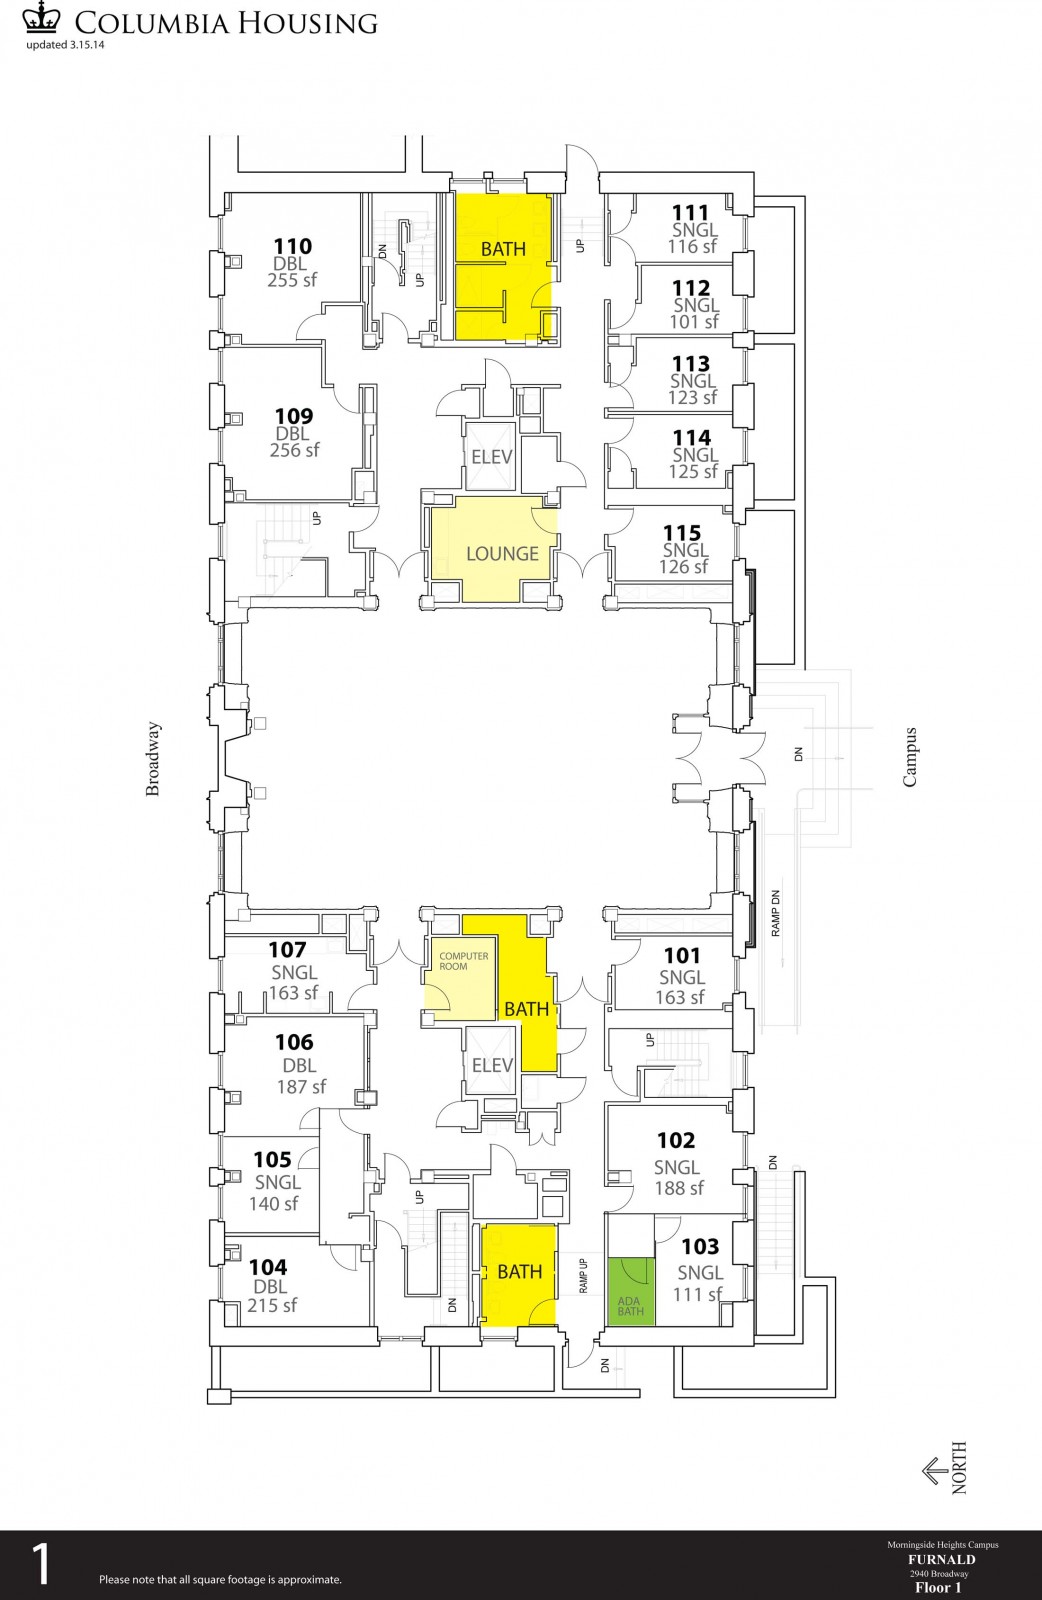 COLUMBIA HOUSING
updated 3.15.14
110
DBL
255 sf
DN
UP
BATH
UP
111
SNGL
116 sf
112
SNGL
101 sf
113
SNGL
123 sf
109
DBL
256 sf
ELEV
114
SNGL
125 sf
UP
LOUNGE
115
SNGL
126 sf
Broadway
DN
Campus
RAMP DN
107
SNGL
163 sf
COMPUTER
ROOM
BATH
101
SNGL
163 sf
106
DBL
187 sf
ELEV
UP
102
SNGL
188 sf
105
SNGL
140 sf
UP
DN
104
DBL
215 sf
DN
BATH
RAMP UP
ADA
BATH
103
SNGL
111 sf
DN
NORTH
1
Please note that all square footage is approximate.
Morningside Heights Campus
FURNALD
2940 Broadway
Floor 1